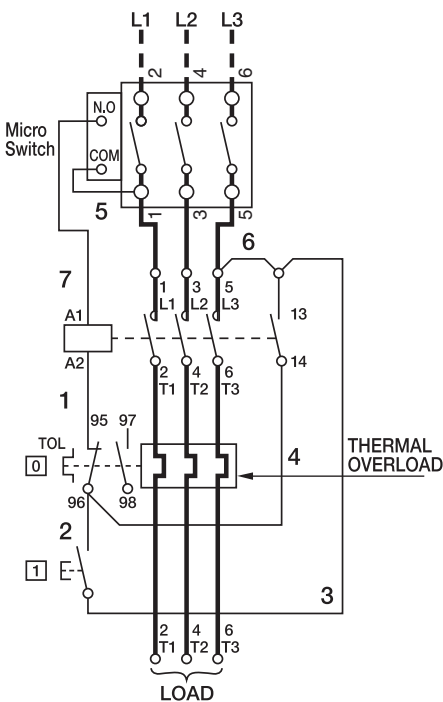 L1 L2 L3
2 4 6
N.O
Micro
Switch
COM
5
1 3 5
6
7
1 3 5
L1 L2 L3
A1
13
A2
14
2 4 6
T1 T2 T3
1
95 97
TOL
0
4
THERMAL
OVERLOAD
96 98
2
1
3
2 4 6
T1 T2 T3
LOAD